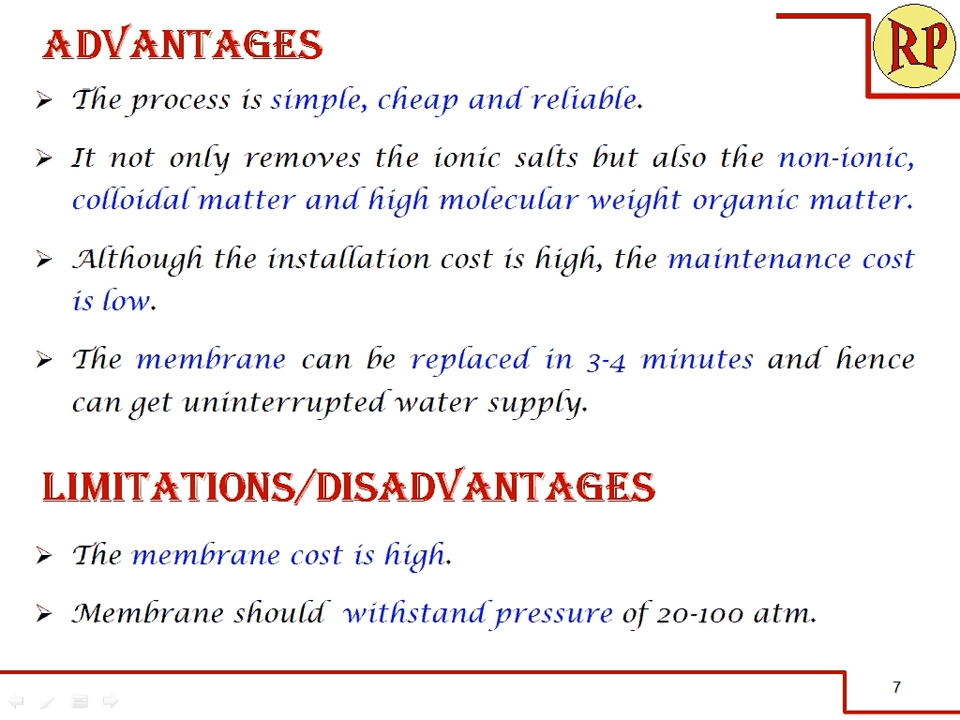 ADVANTAGES
RP
The process is simple, cheap and reliable.
It not only removes the ionic salts but also the non-ionic,
colloidal matter and high molecular weight organic matter.
Although the installation cost is high, the maintenance cost
is low.
The membrane can be replaced in 3-4 minutes and hence
can get uninterrupted water supply.
LIMITATIONS/DISADVANTAGES
The membrane cost is high.
Membrane should withstand pressure of 20-100 atm.
7